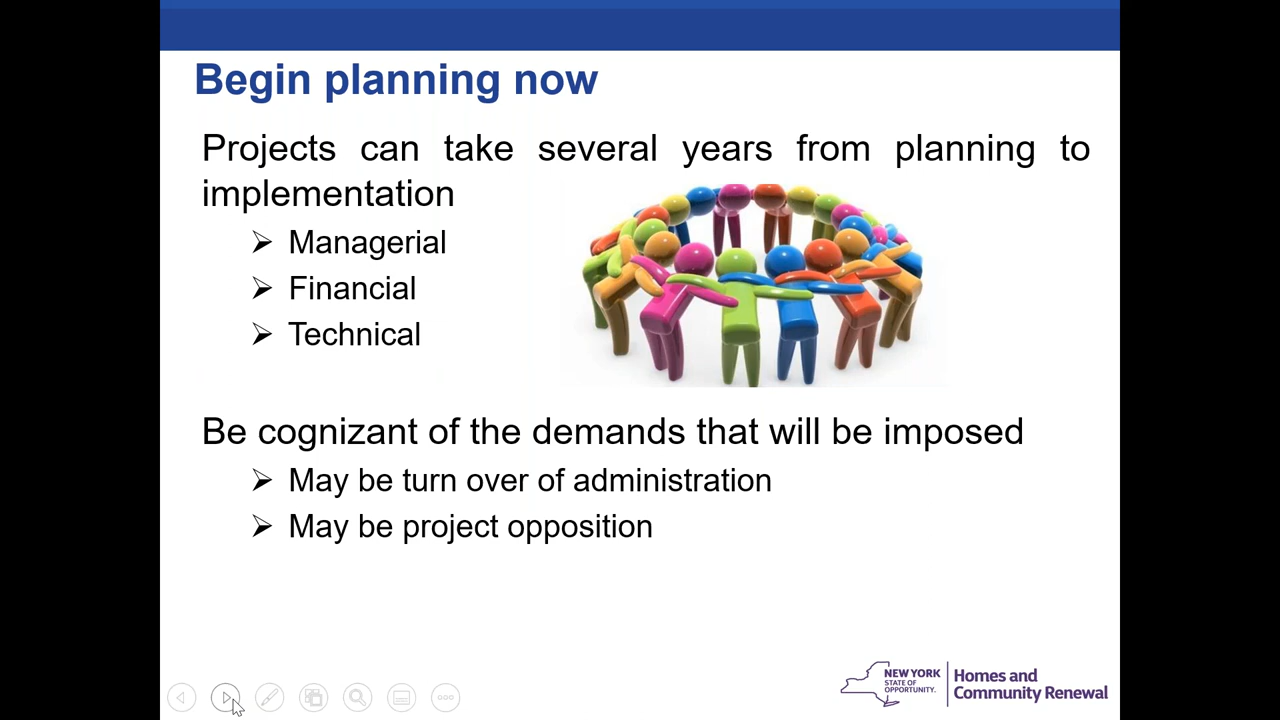 Begin planning now
Projects can take several years from planning to
implementation
Managerial
Financial
Technical
Be cognizant of the demands that will be imposed
May be turn over of administration
May be project opposition
NEW YORK
STATE OF
OPPORTUNITY.
Homes and
Community Renewal